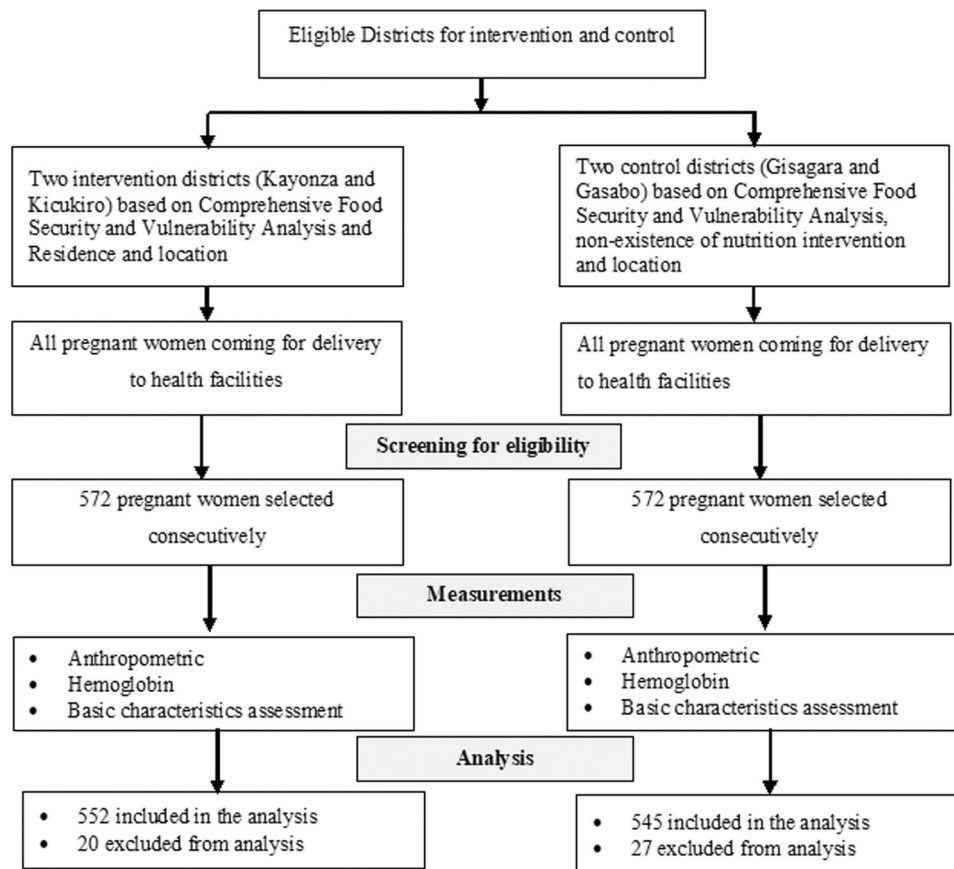 Eligible Districts for intervention and control
Two intervention districts (Kayonza and
Kicukiro) based on Comprehensive Food
Security and Vulnerability Analysis and
Residence and location
Two control districts (Gisagara and
Gasabo) based on Comprehensive Food
Security and Vulnerability Analysis,
non-existence of nutrition intervention
and location
All pregnant women coming for delivery
to health facilities
All pregnant women coming for delivery
to health facilities
Screening for eligibility
572 pregnant women selected
consecutively
572 pregnant women selected
consecutively
Measurements
• Anthropometric
• Hemoglobin
• Basic characteristics assessment
• Anthropometric
• Hemoglobin
• Basic characteristics assessment
Analysis
• 552 included in the analysis
• 20 excluded from analysis
• 545 included in the analysis
• 27 excluded from analysis